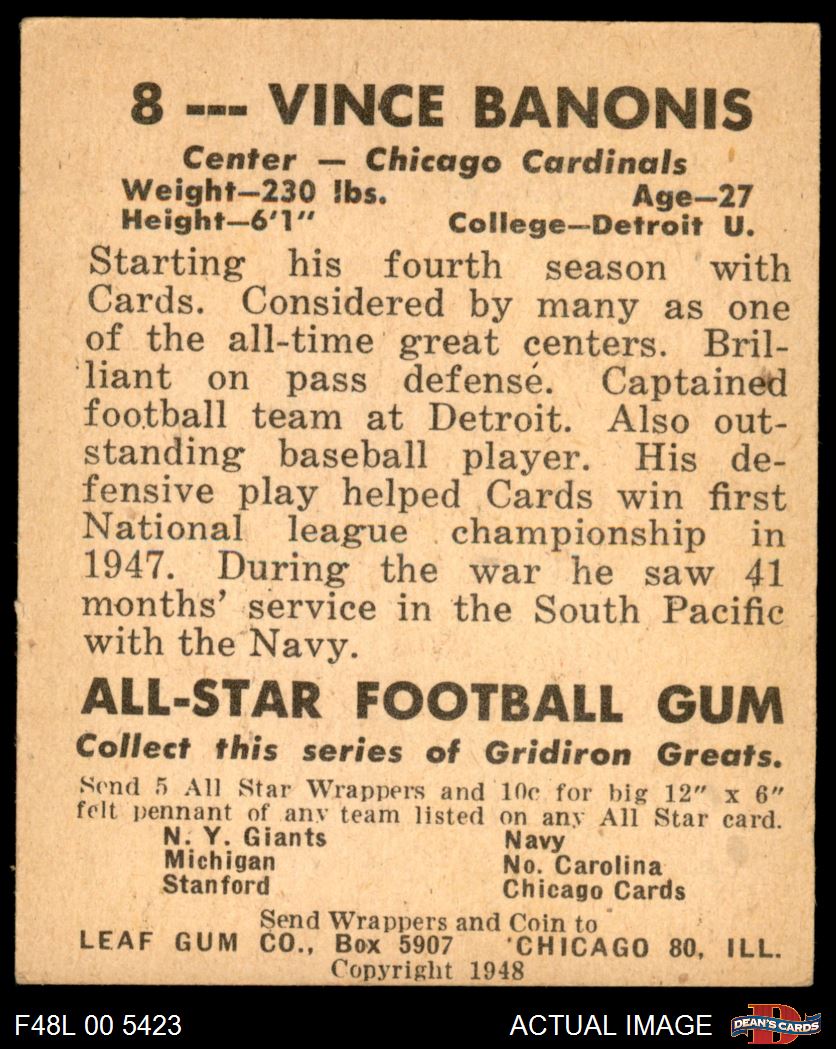 8 --- VINCE BANONIS
Center — Chicago Cardinals
Weight—230 lbs. Age—27
Height—6'1" College—Detroit U.
Starting his fourth season with
Cards. Considered by many as one
of the all-time great centers. Bril-
liant on pass defense. Captained
football team at Detroit. Also out-
standing baseball player. His de-
fensive play helped Cards win first
National league championship in
1947. During the war he saw 41
months' service in the South Pacific
with the Navy.
ALL-STAR FOOTBALL GUM
Collect this series of Gridiron Greats.
Send 5 All Star Wrappers and 10c for big 12" x 6"
felt pennant of any team listed on any All Star card.
N. Y. Giants Navy
Michigan No. Carolina
Stanford Chicago Cards
Send Wrappers and Coin to
LEAF GUM CO., Box 5907 CHICAGO 80, ILL.
Copyright 1948
F48L 00 5423 ACTUAL IMAGE D DEAN'S CARDS